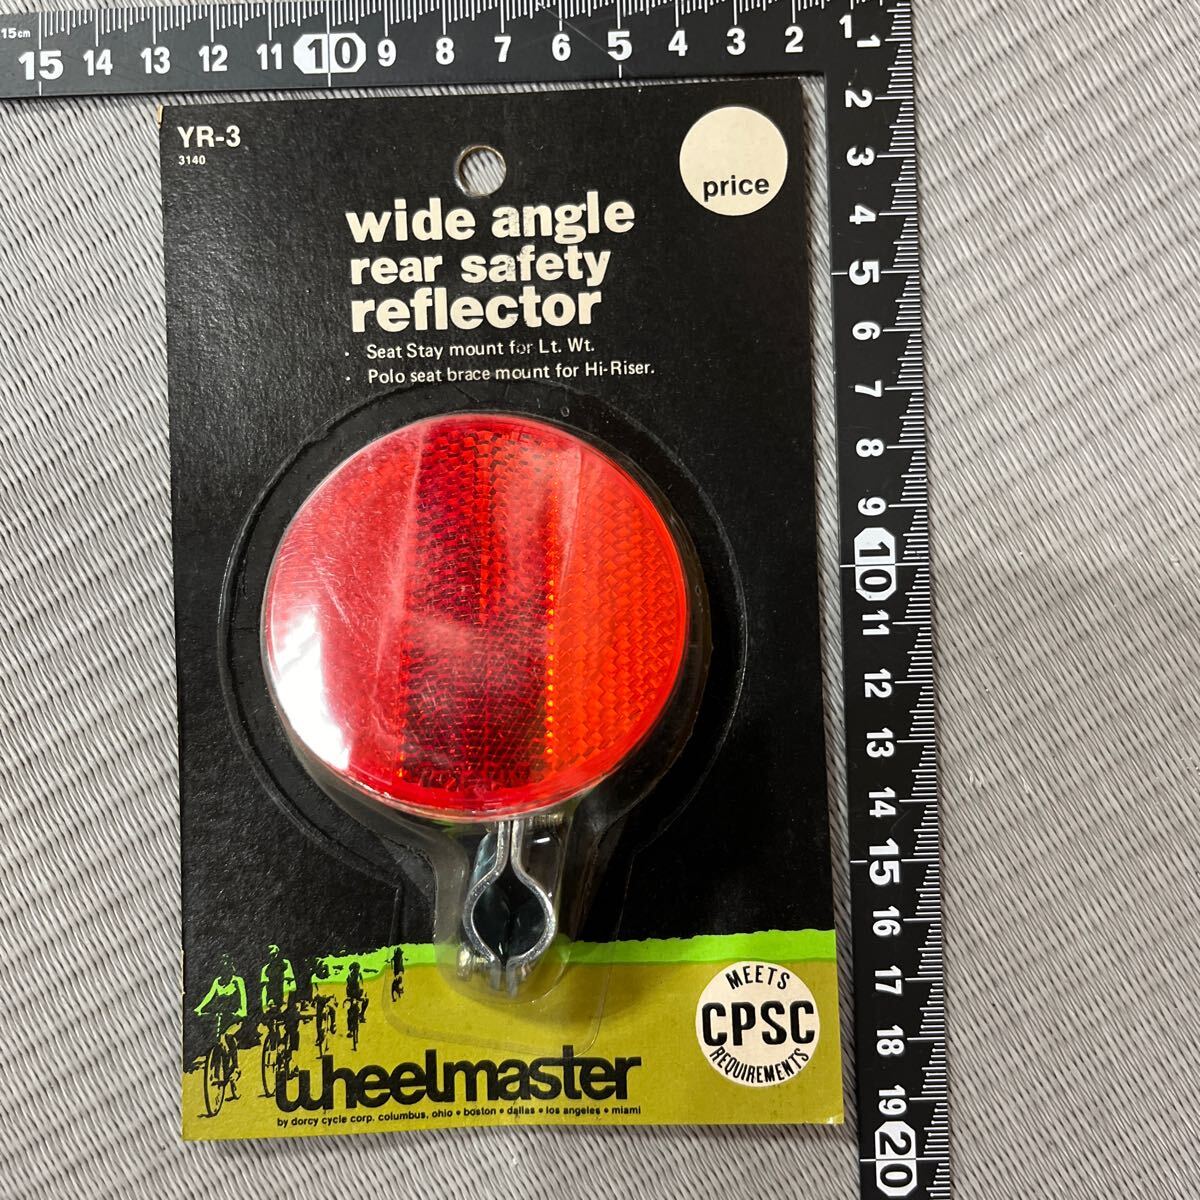 15cm
15 14 13 12 11 10 9 8 7 6 5 4 3 2 1
1
2
3
4
5
6
7
8
9
10
11
12
13
14
15
16
17
18
19
20
YR-3
3140
price
wide angle
rear safety
reflector
· Seat Stay mount for Lt. Wt.
· Polo seat brace mount for Hi-Riser.
MEETS
CPSC
REQUIREMENTS
wheelmaster
by dorcy cycle corp. columbus, ohio • boston • dallas • los angeles • miami